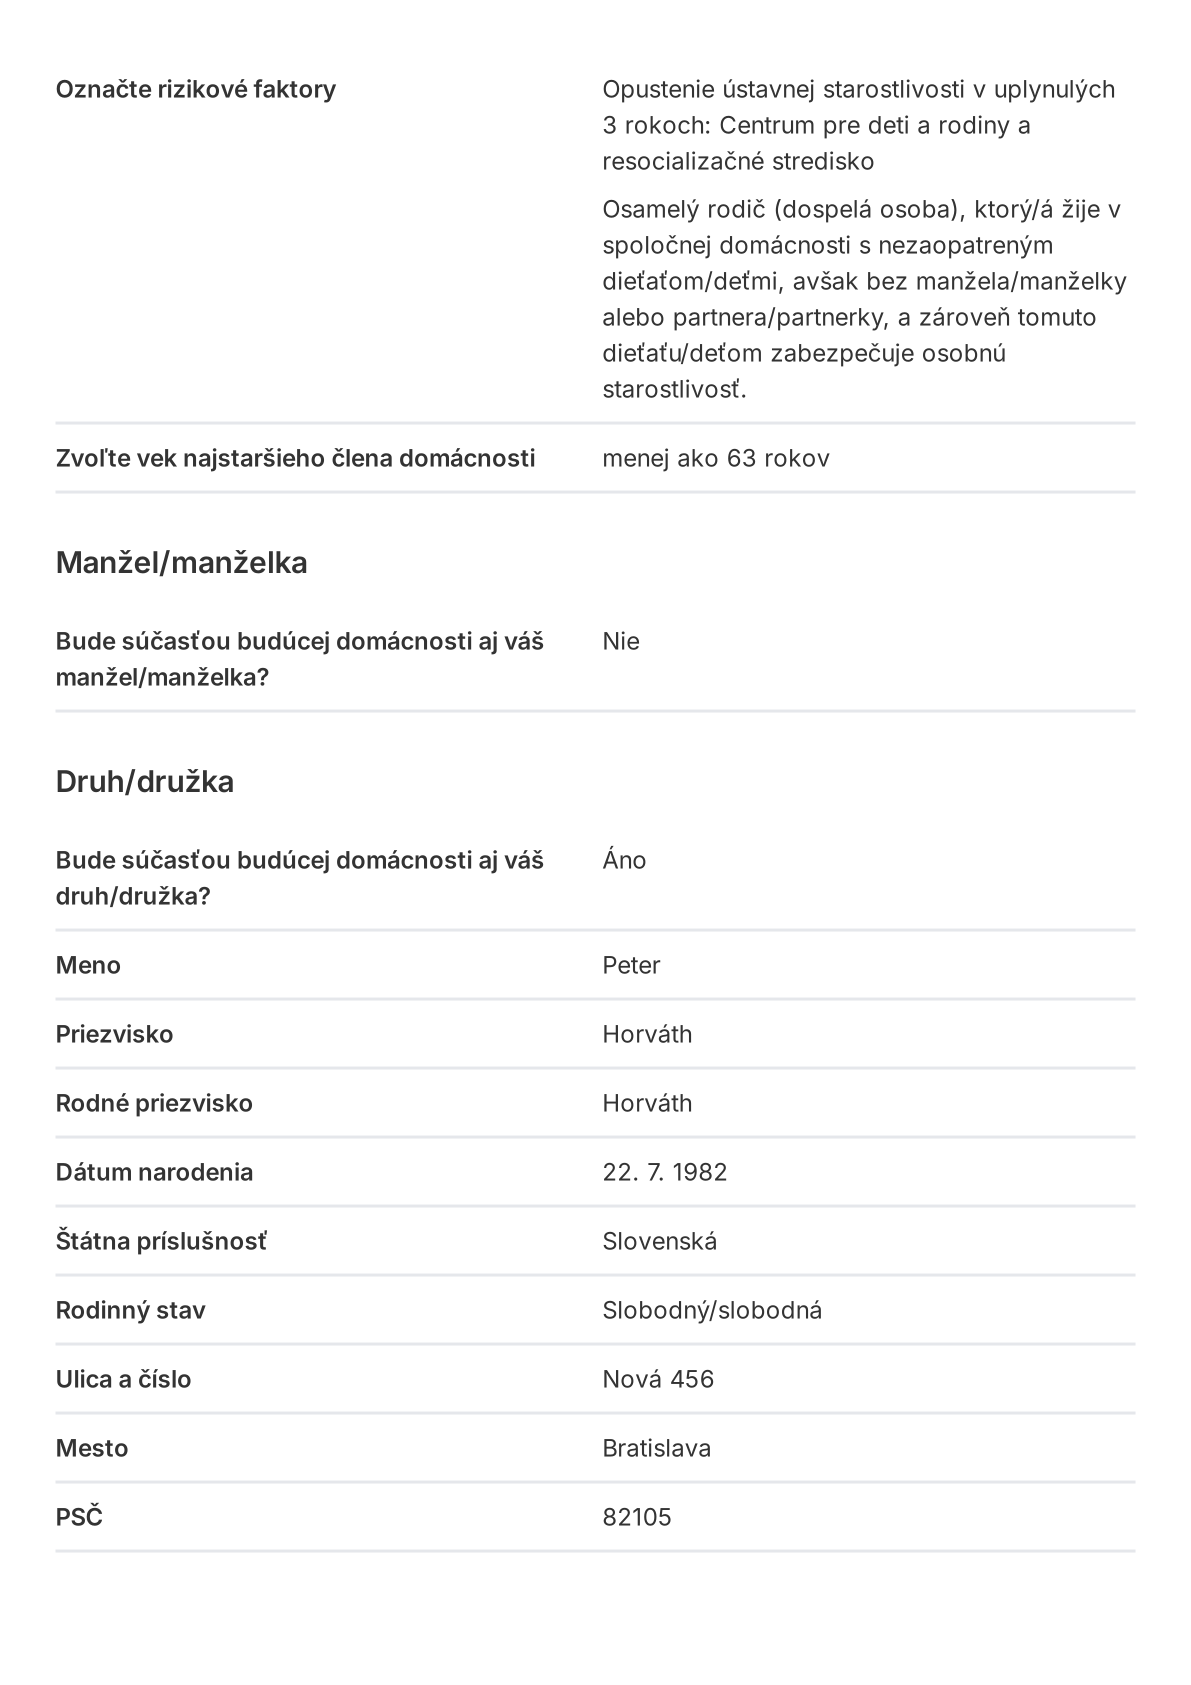 Označte rizikové faktory
Opustenie ústavnej starostlivosti v uplynulých
3 rokoch: Centrum pre deti a rodiny a
resocializačné stredisko
Osamelý rodič (dospelá osoba), ktorý/á žije v
spoločnej domácnosti s nezaopatreným
dieťaťom/deťmi, avšak bez manžela/manželky
alebo partnera/partnerky, a zároveň tomuto
dieťaťu/deťom zabezpečuje osobnú
starostlivosť.
Zvoľte vek najstaršieho člena domácnosti
menej ako 63 rokov
Manžel/manželka
Bude súčasťou budúcej domácnosti aj váš
manžel/manželka?
Nie
Druh/družka
Bude súčasťou budúcej domácnosti aj váš
druh/družka?
Áno
Meno
Peter
Priezvisko
Horváth
Rodné priezvisko
Horváth
Dátum narodenia
22. 7. 1982
Štátna príslušnosť
Slovenská
Rodinný stav
Slobodný/slobodná
Ulica a číslo
Nová 456
Mesto
Bratislava
PSČ
82105